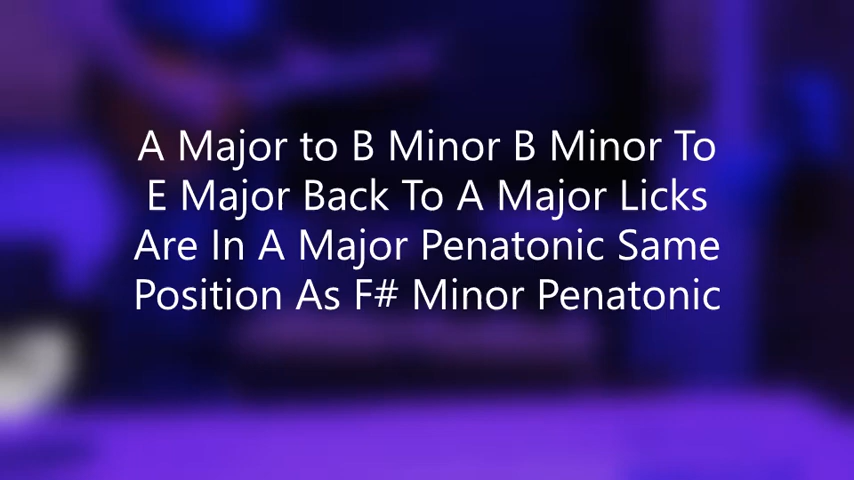 A Major to B Minor B Minor To
E Major Back To A Major Licks
Are In A Major Penatonic Same
Position As F# Minor Penatonic